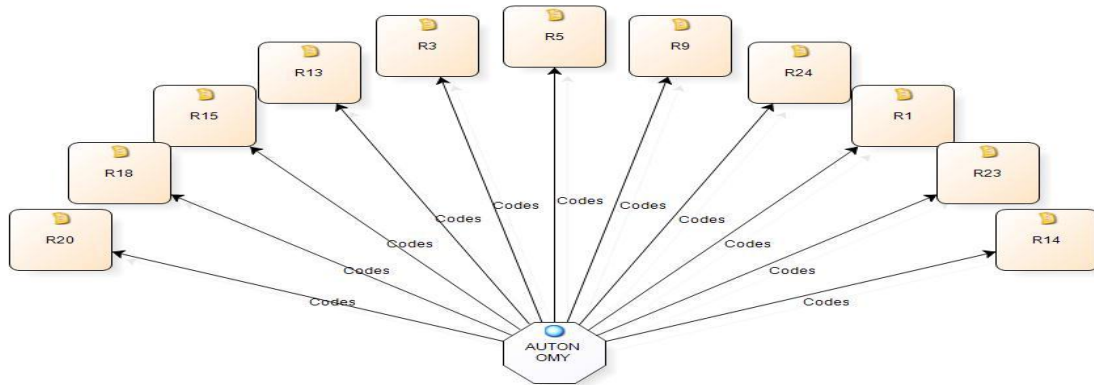 R5
R3
R9
R13
R24
R15
R1
R18
R23
R20
R14
Codes
Codes
Codes
Codes
Codes
Codes
Codes
Codes
Codes
Codes
Codes
AUTON
OMY